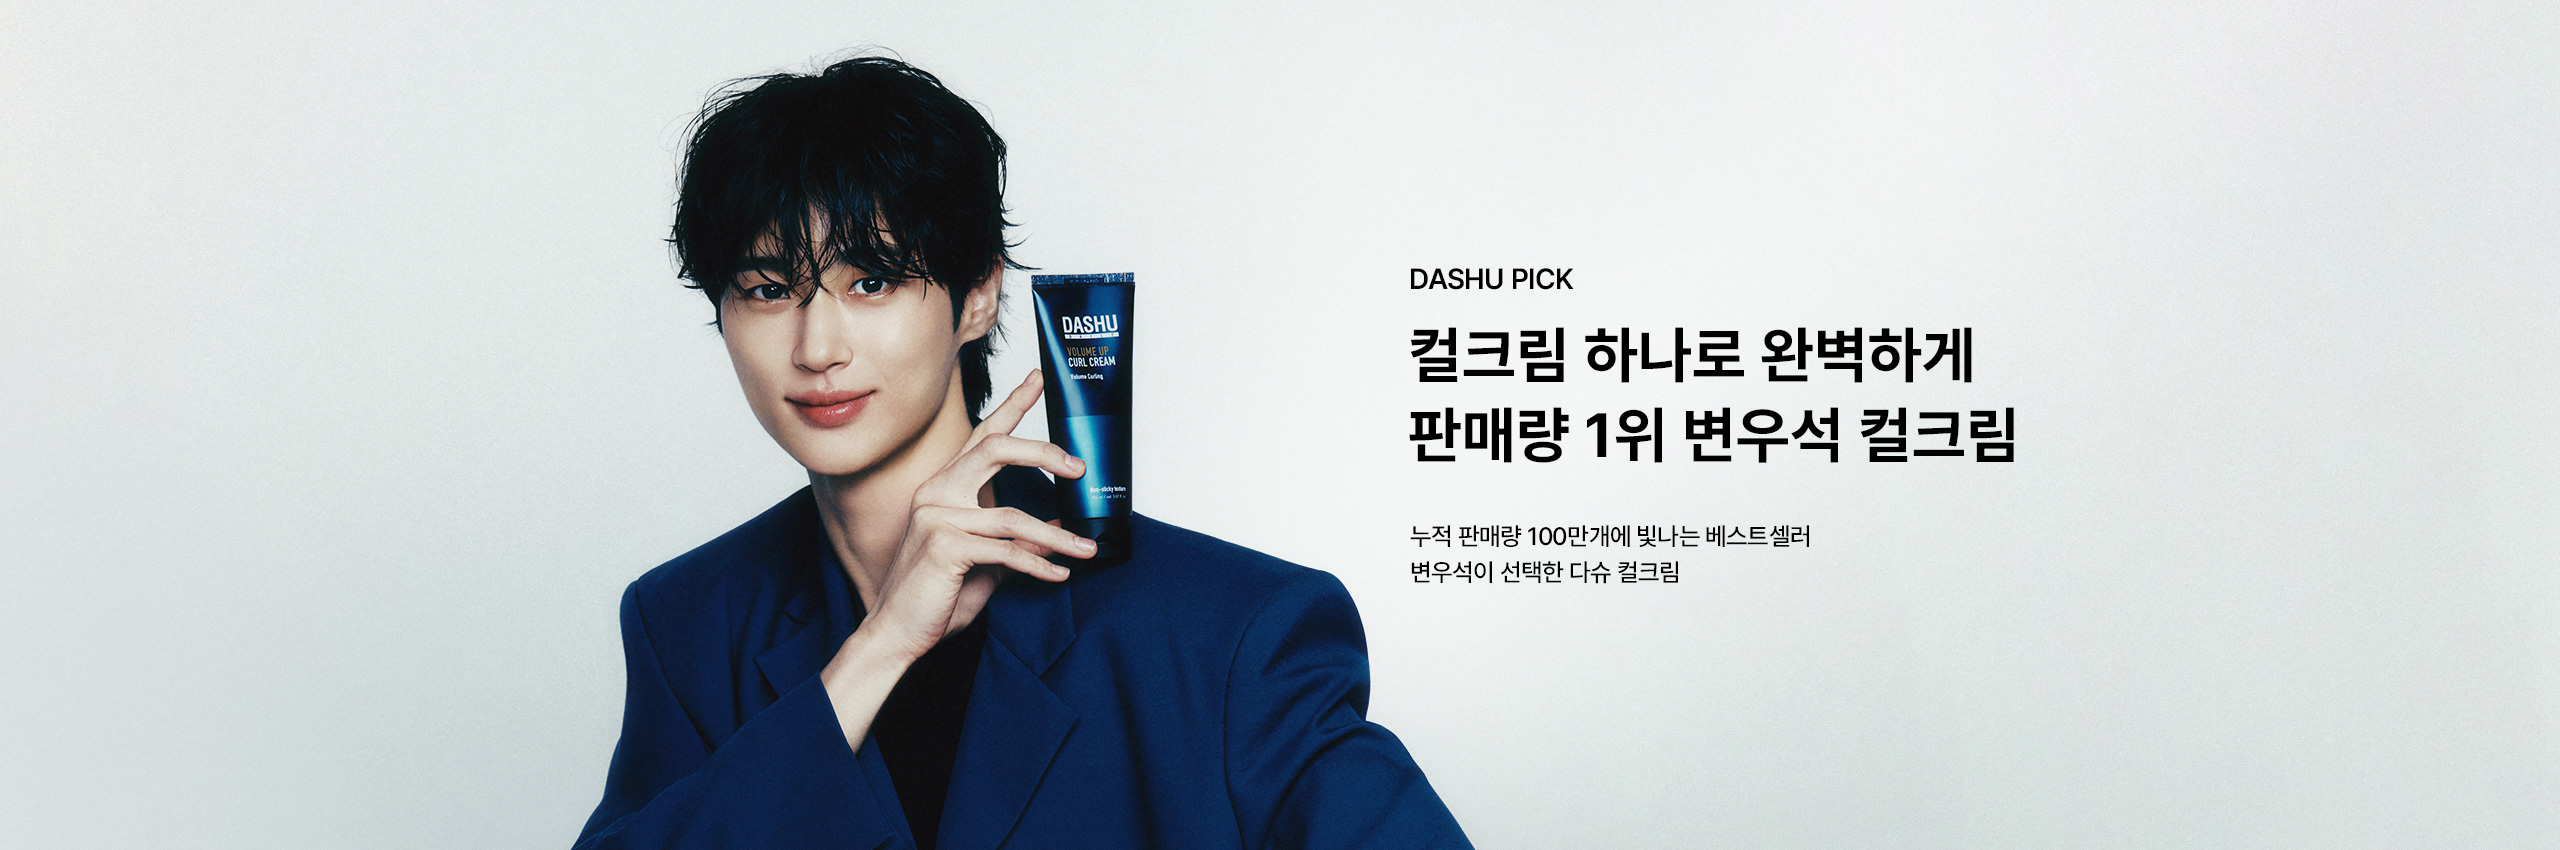 DASHU PICK
컬크림 하나로 완벽하게
판매량 1위 변우석 컬크림
누적 판매량 100만개에 빛나는 베스트셀러
변우석이 선택한 다슈 컬크림
DASHU
VOLUME UP
CURL CREAM
Volume Curling
Non-sticky texture